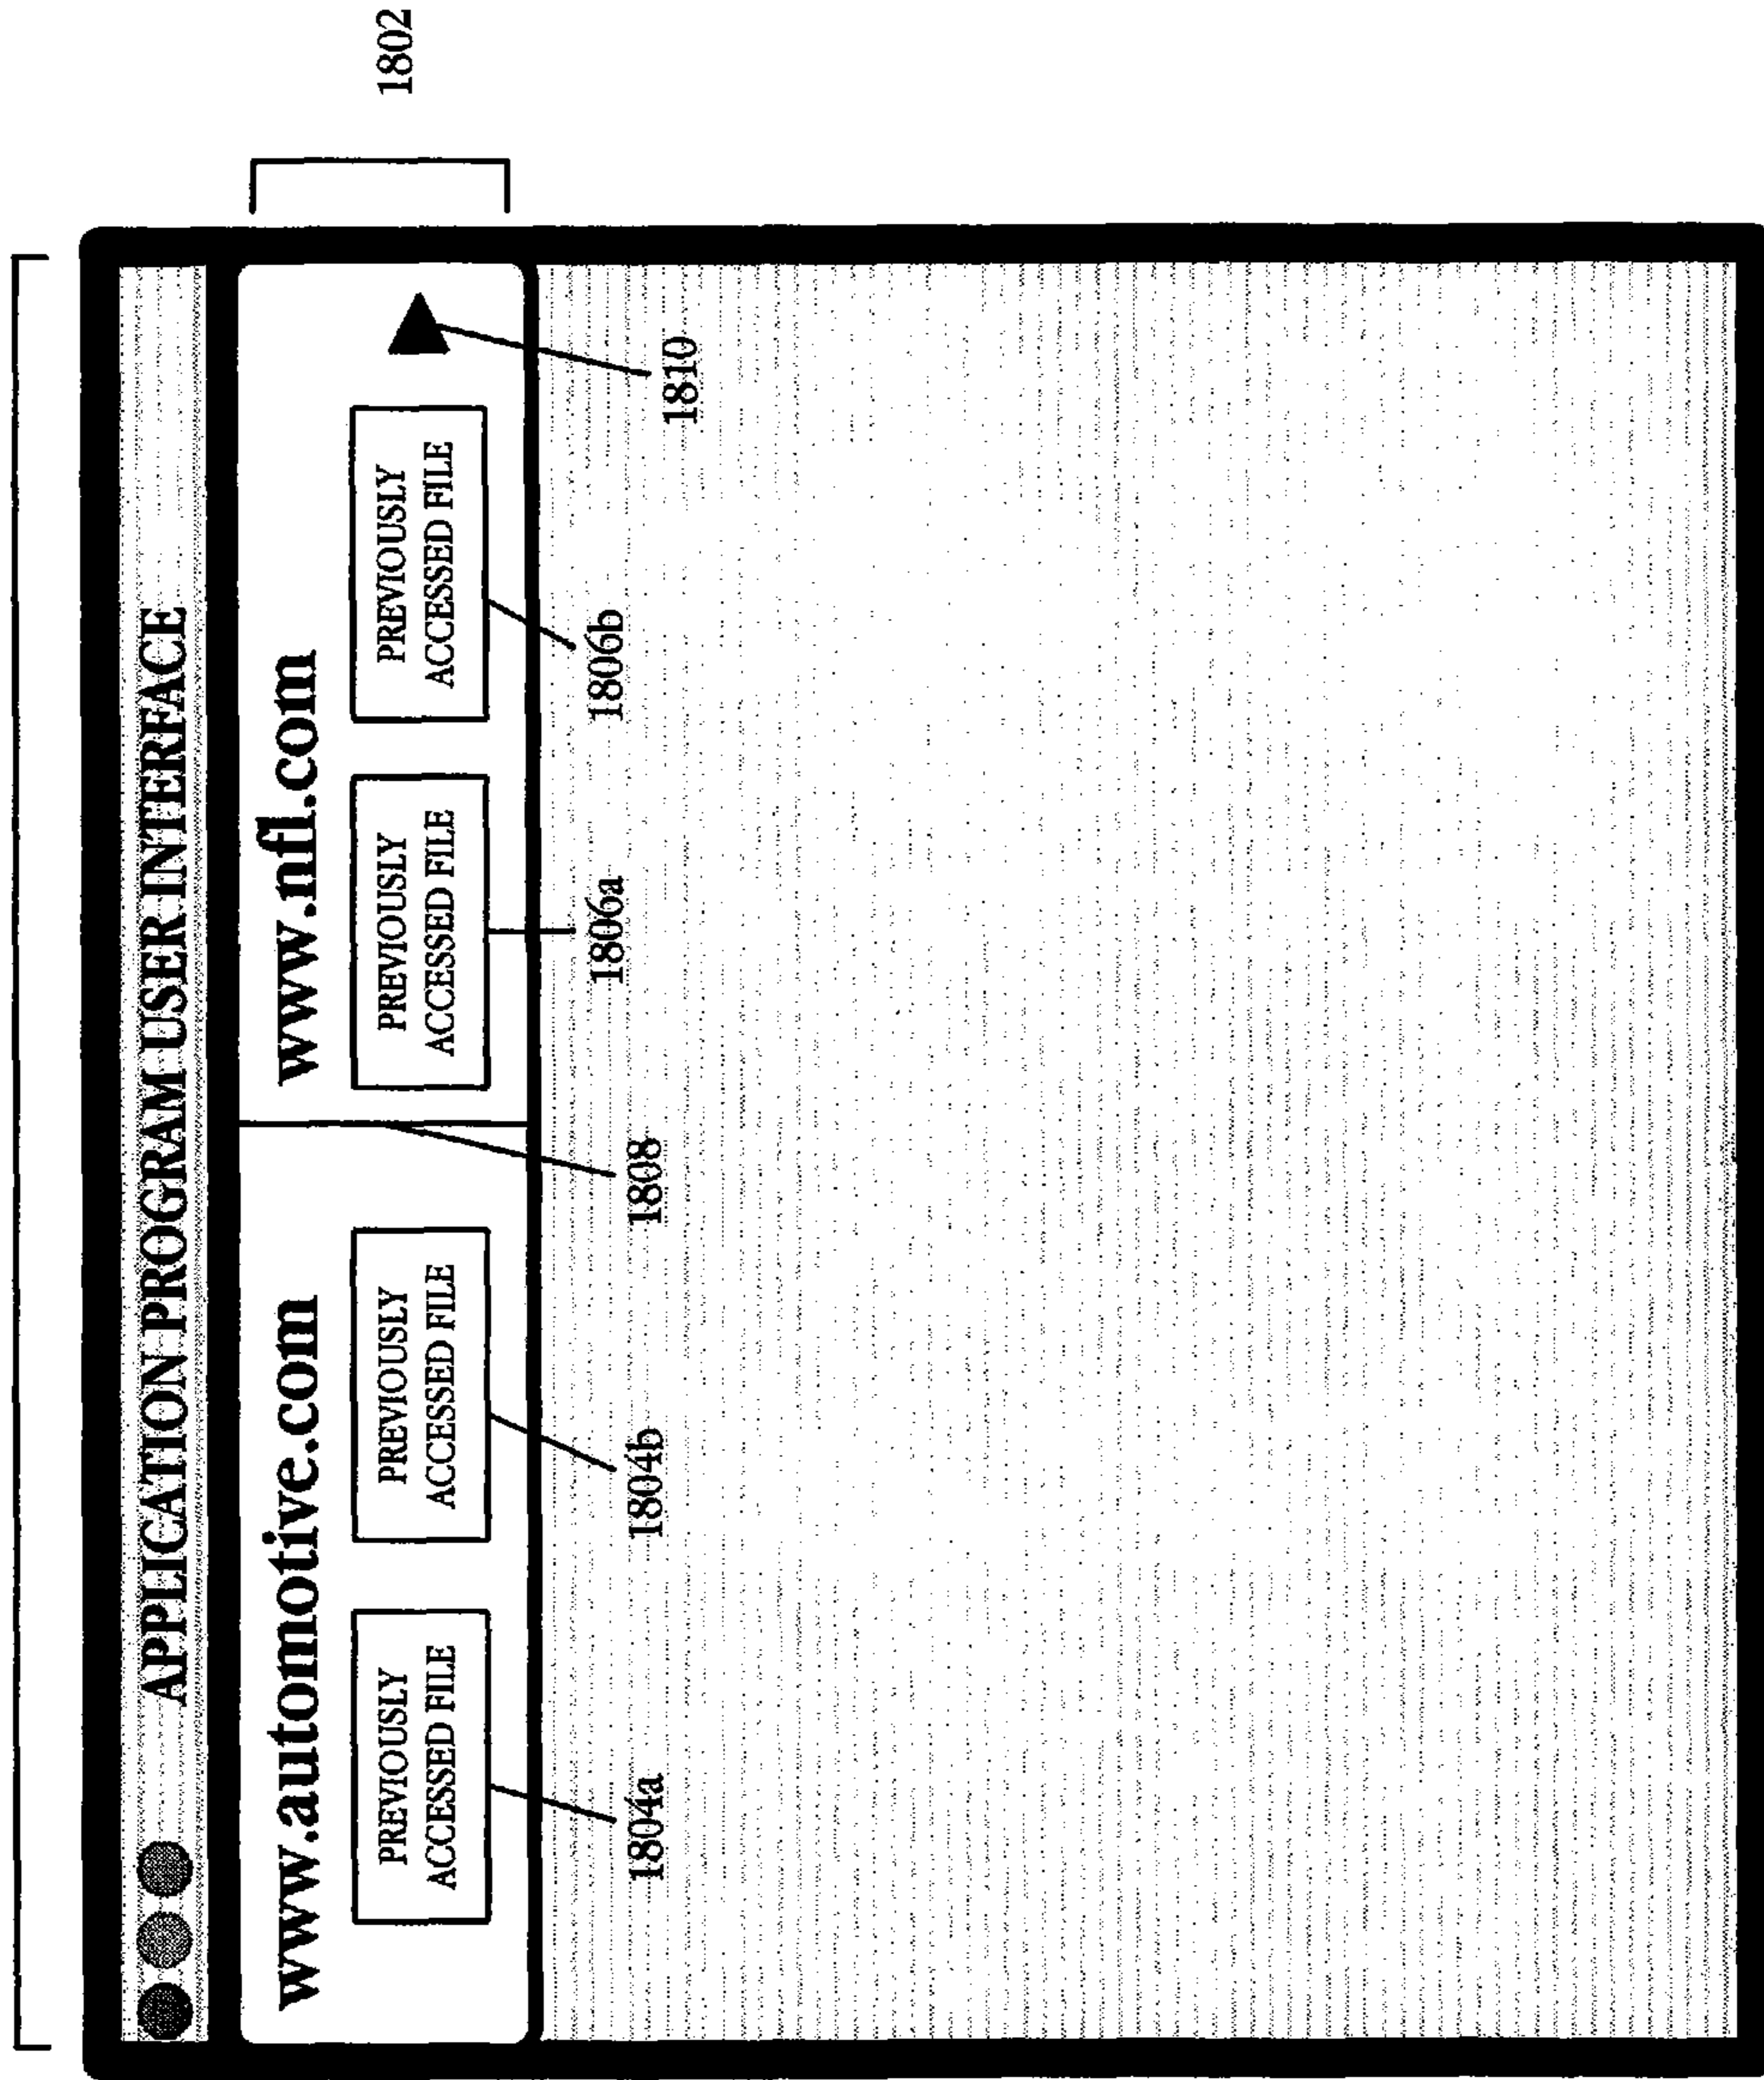 APPLICATION PROGRAM USER INTERFACE
www.automotive.com
www.nfl.com
PREVIOUSLY
ACCESSED FILE
PREVIOUSLY
ACCESSED FILE
PREVIOUSLY
ACCESSED FILE
PREVIOUSLY
ACCESSED FILE
1802
1804a
1804b
1808
1806a
1806b
1810